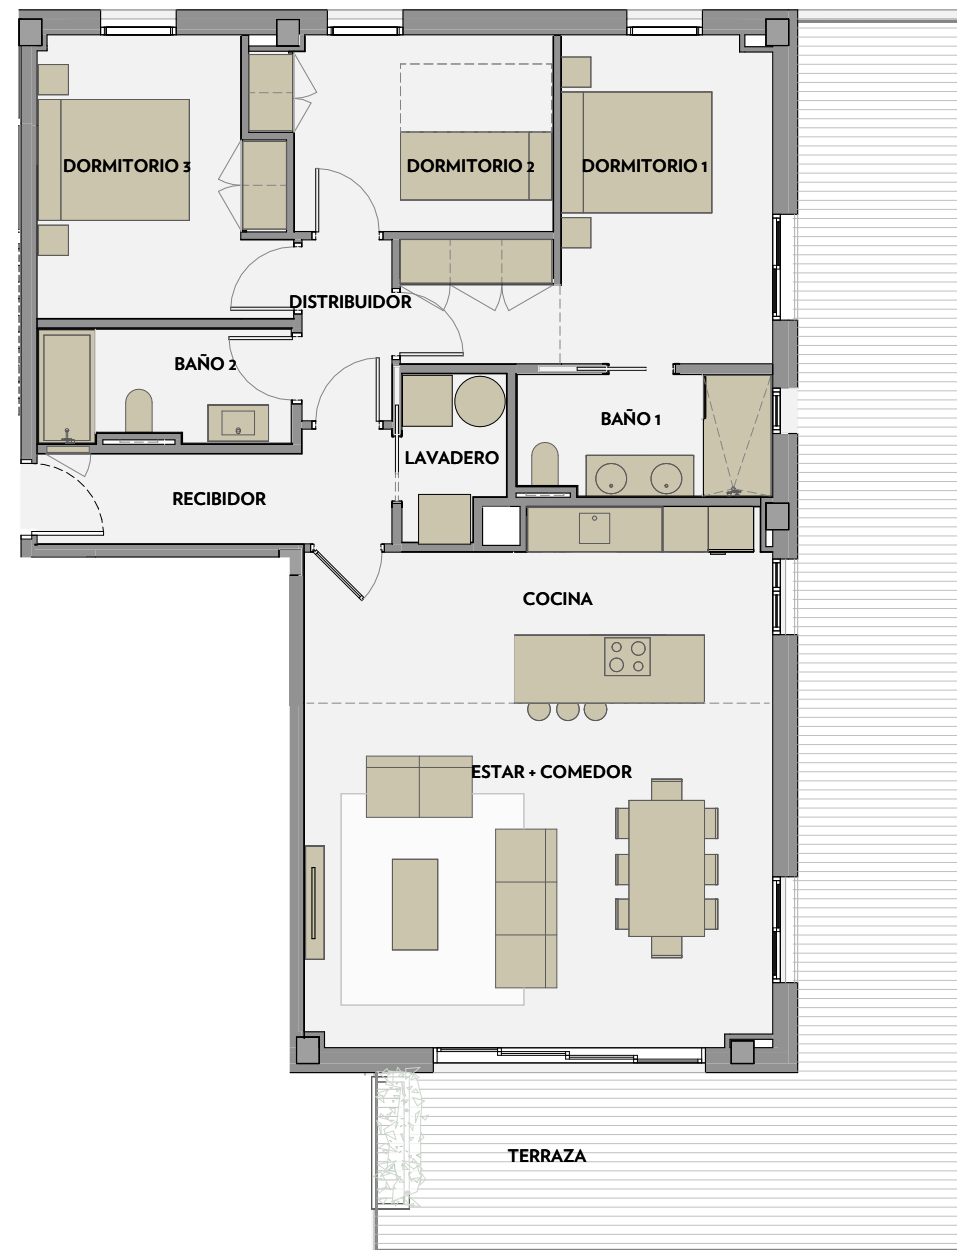 DORMITORIO 3
DORMITORIO 2
DORMITORIO 1
DISTRIBUIDOR
BAÑO 2
BAÑO 1
LAVADERO
RECIBIDOR
COCINA
ESTAR + COMEDOR
TERRAZA